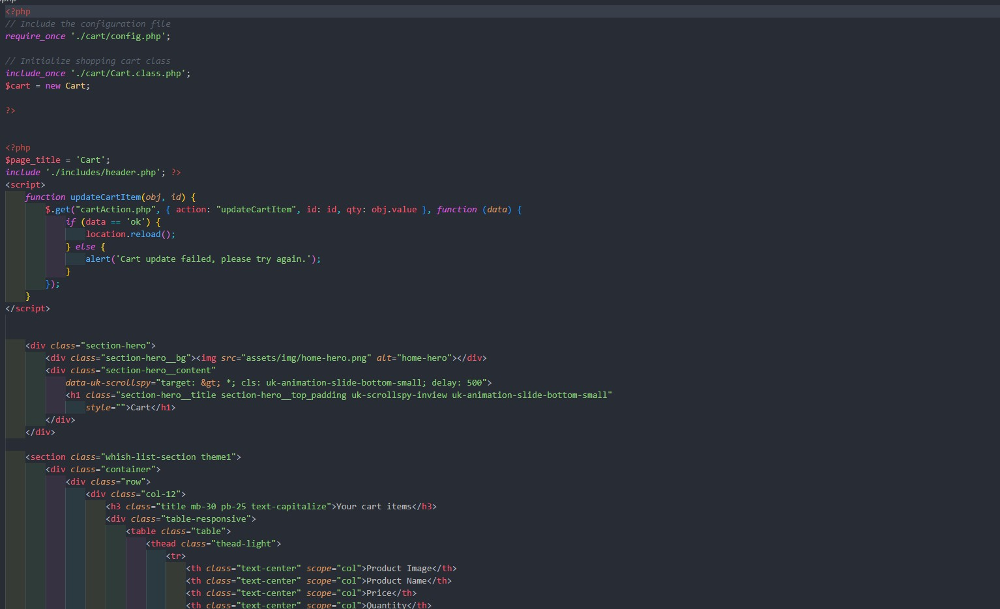 <?php
// Include the configuration file
require_once './cart/config.php';
// Initialize shopping cart class
include_once './cart/Cart.class.php';
$cart = new Cart;
?>
<?php
$page_title = 'Cart';
include './includes/header.php'; ?>
<script>
function updateCartItem(obj, id) {
$.get("cartAction.php", { action: "updateCartItem", id: id, qty: obj.value }, function (data) {
if (data == 'ok') {
location.reload();
} else {
alert('Cart update failed, please try again.');
}
});
}
</script>
<div class="section-hero">
<div class="section-hero__bg"><img src="assets/img/home-hero.png" alt="home-hero"></div>
<div class="section-hero__content"
data-uk-scrollspy="target: &gt; *; cls: uk-animation-slide-bottom-small; delay: 500">
<h1 class="section-hero__title section-hero__top_padding uk-scrollspy-inview uk-animation-slide-bottom-small"
style="">Cart</h1>
</div>
</div>
<section class="whish-list-section theme1">
<div class="container">
<div class="row">
<div class="col-12">
<h3 class="title mb-30 pb-25 text-capitalize">Your cart items</h3>
<div class="table-responsive">
<table class="table">
<thead class="thead-light">
<tr>
<th class="text-center" scope="col">Product Image</th>
<th class="text-center" scope="col">Product Name</th>
<th class="text-center" scope="col">Price</th>
<th class="text-center" scope="col">Quantity</th>